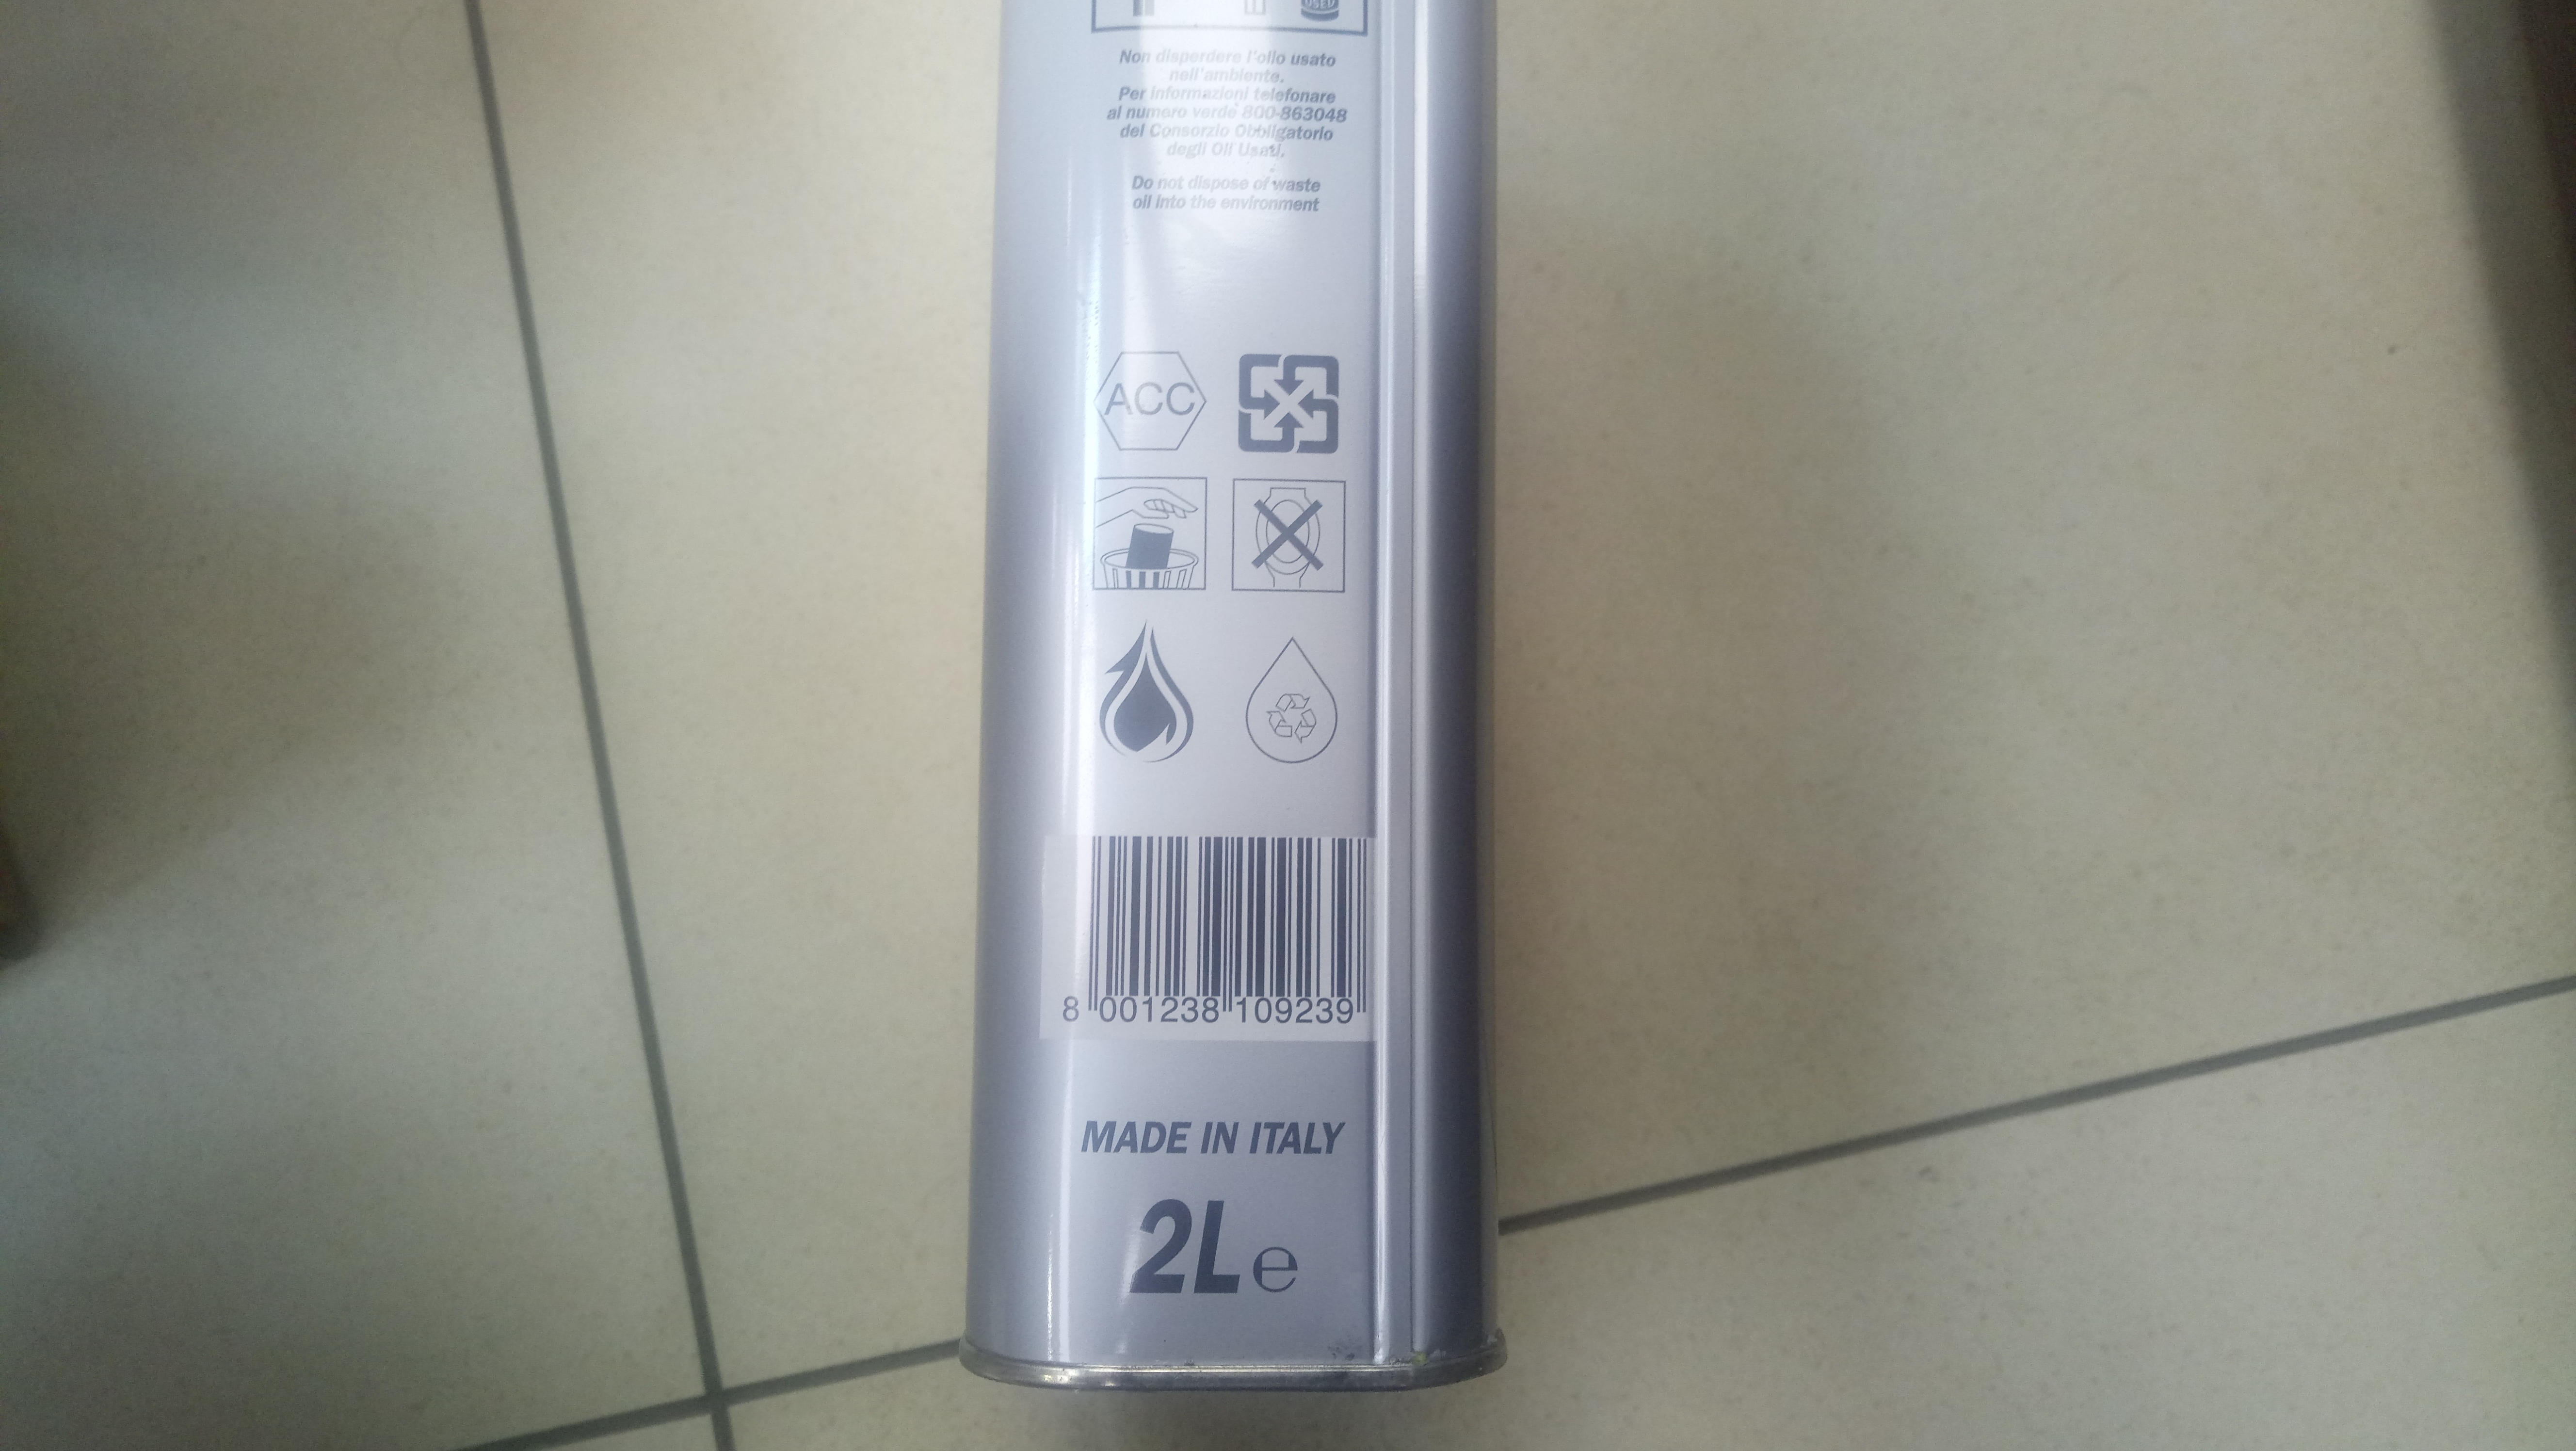 USED
Non disperdere l'olio usato
nell'ambiente.
Per informazioni telefonare
al numero verde 800-863048
del Consorzio Obbligatorio
degli Oli Usati.
Do not dispose of waste
oil into the environment
ACC
8 001238 109239
MADE IN ITALY
2L e